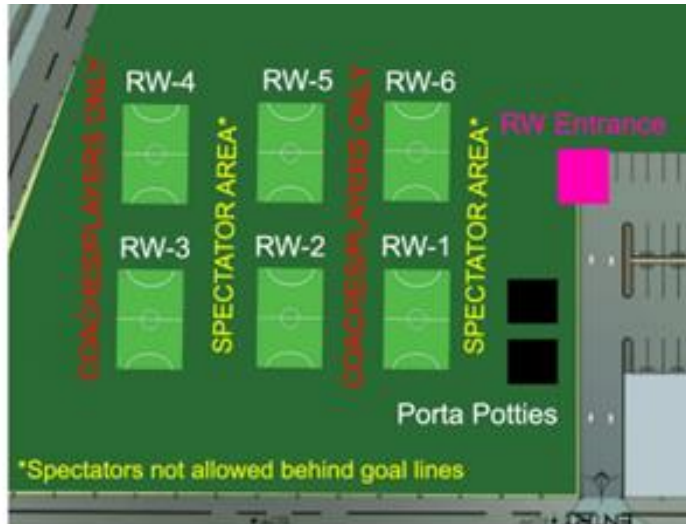 RW-4
RW-5
RW-6
RW Entrance
COACHES/PLAYERS ONLY
SPECTATOR AREA*
COACHES/PLAYERS ONLY
SPECTATOR AREA*
RW-3
RW-2
RW-1
Porta Potties
*Spectators not allowed behind goal lines